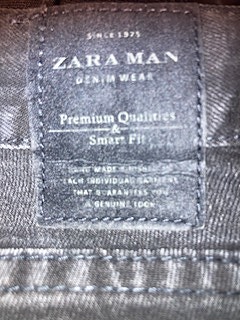 SINCE 1975
ZARA MAN
DENIM WEAR
Premium Qualities
&
Smart Fit
EACH INDIVIDUAL GARMENT
THAT GUARANTEES YOU
A GENUINE LOOK